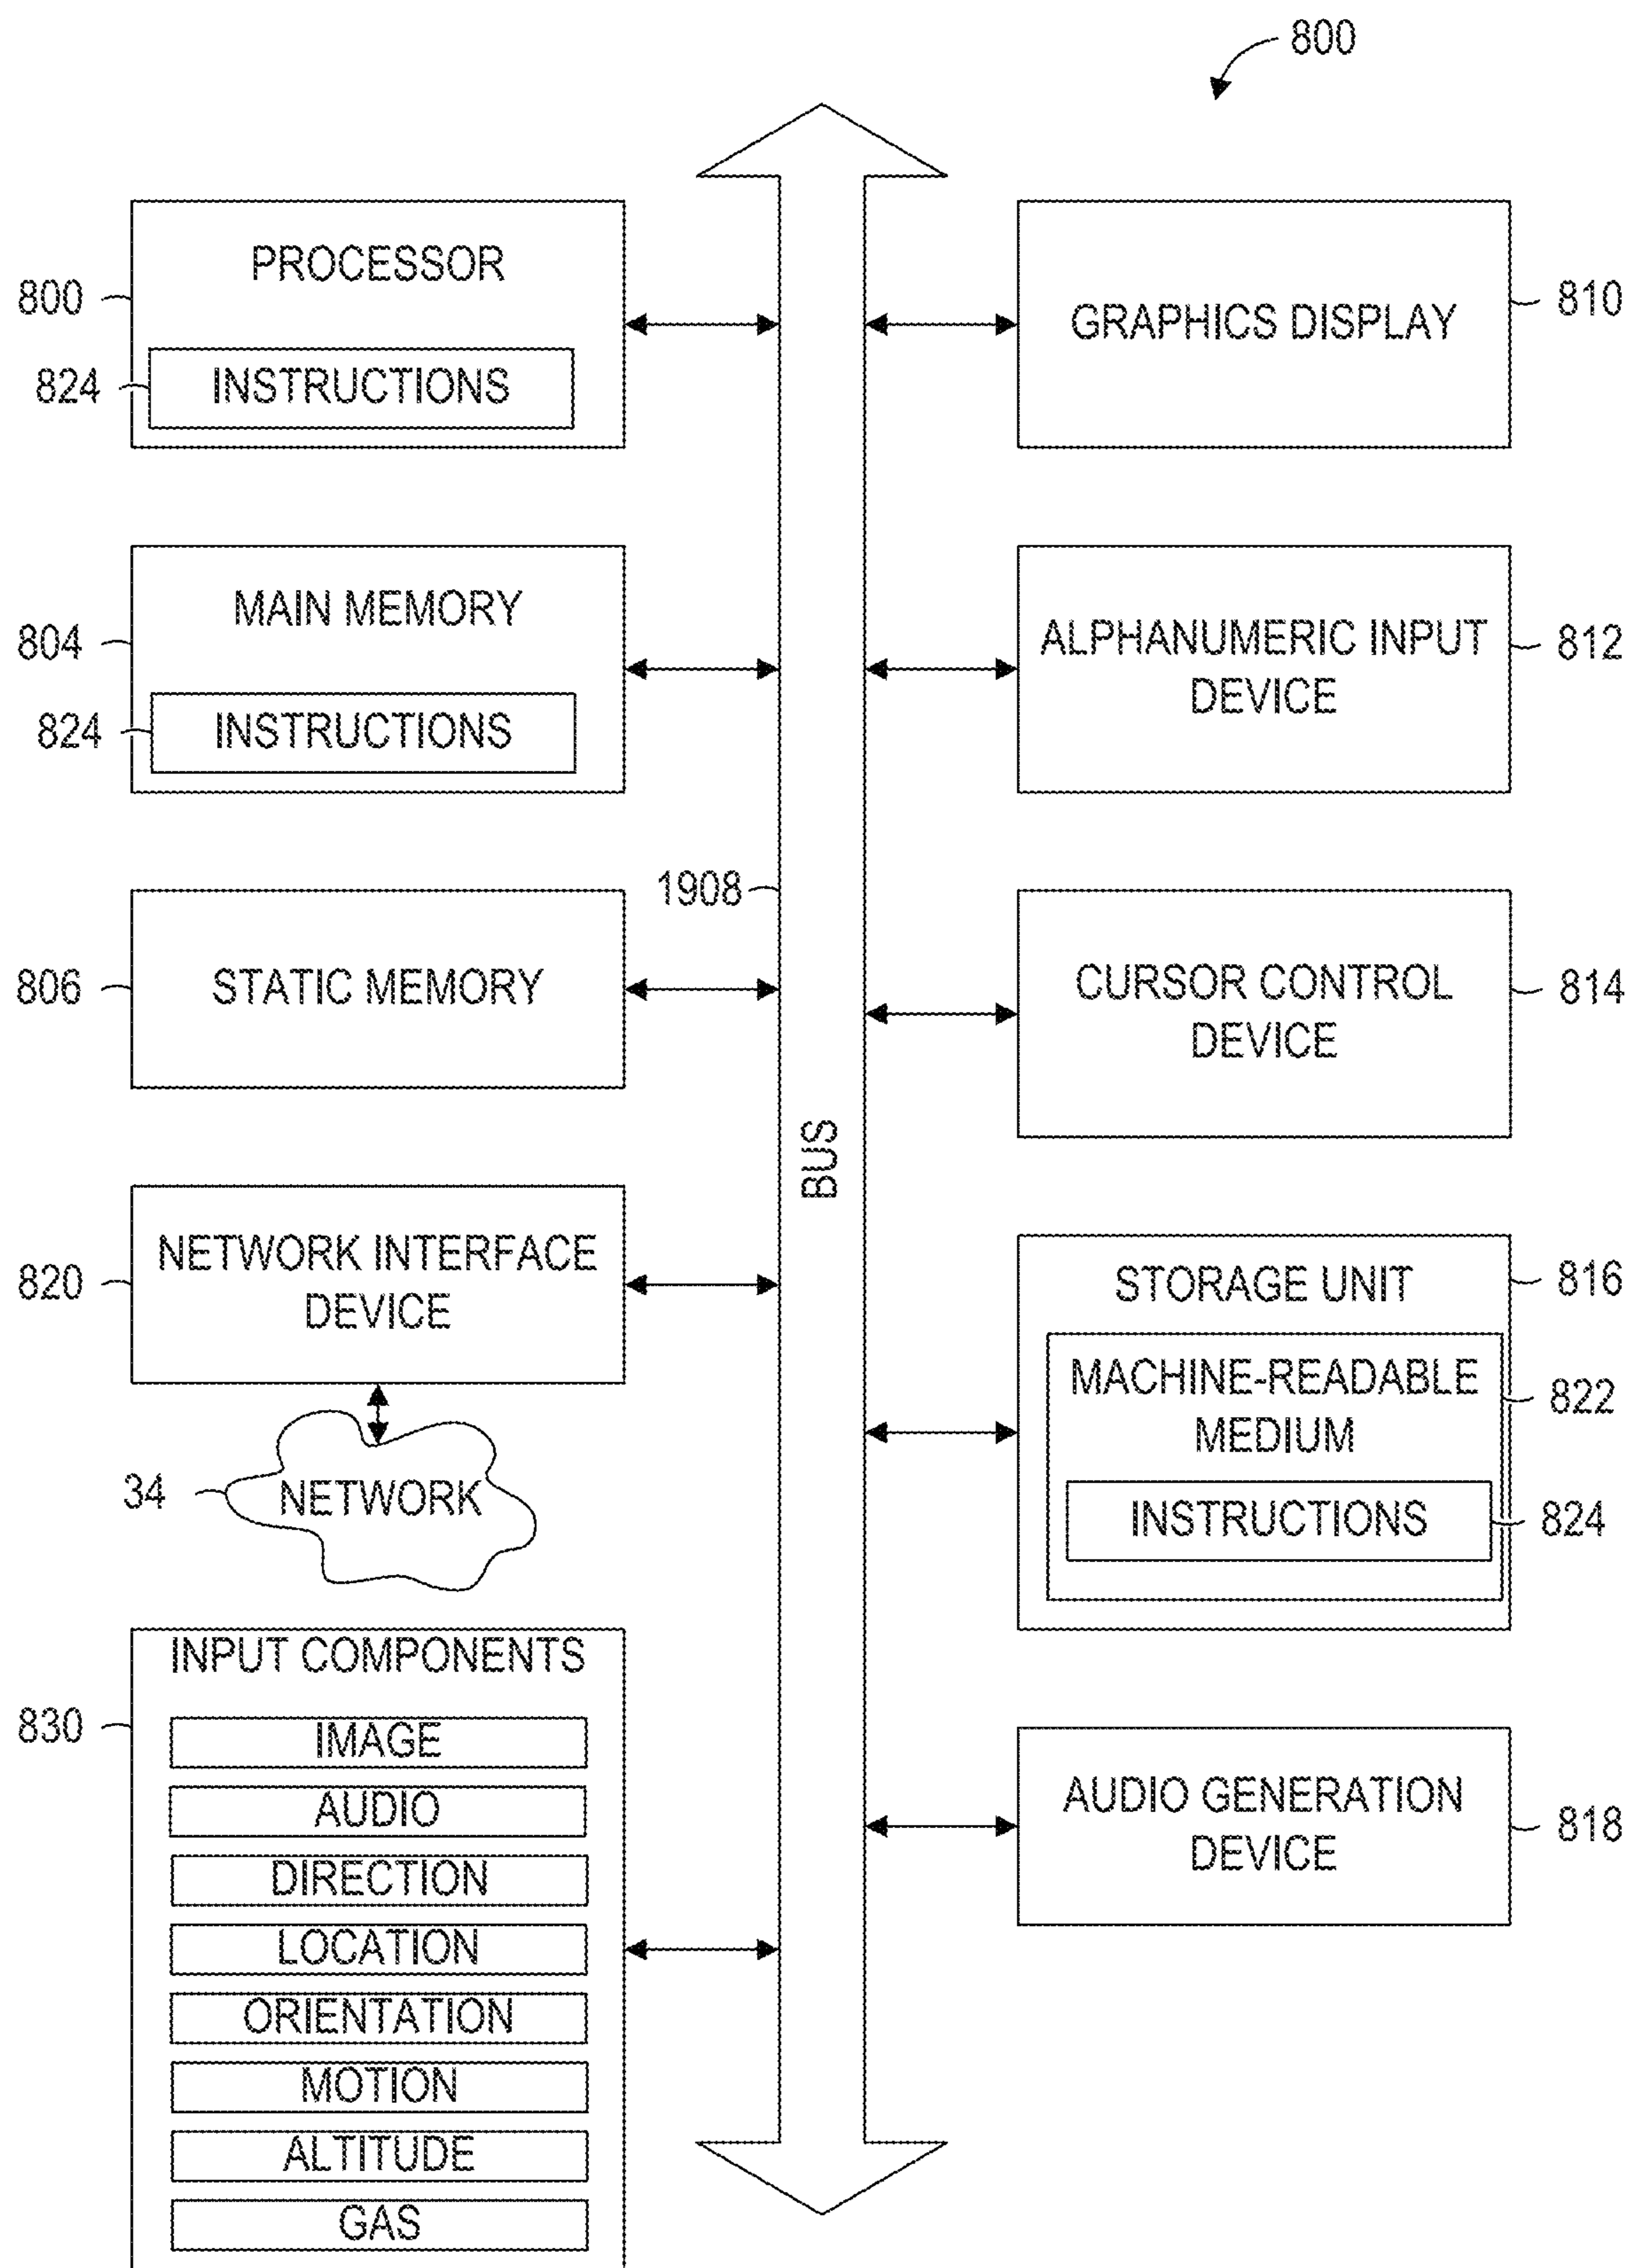 800
PROCESSOR
800
824
INSTRUCTIONS
MAIN MEMORY
804
824
INSTRUCTIONS
1908
806
STATIC MEMORY
820
NETWORK INTERFACE
DEVICE
34
NETWORK
INPUT COMPONENTS
830
IMAGE
AUDIO
DIRECTION
LOCATION
ORIENTATION
MOTION
ALTITUDE
GAS
BUS
GRAPHICS DISPLAY
810
ALPHANUMERIC INPUT
DEVICE
812
CURSOR CONTROL
DEVICE
814
STORAGE UNIT
816
MACHINE-READABLE
MEDIUM
822
INSTRUCTIONS
824
AUDIO GENERATION
DEVICE
818